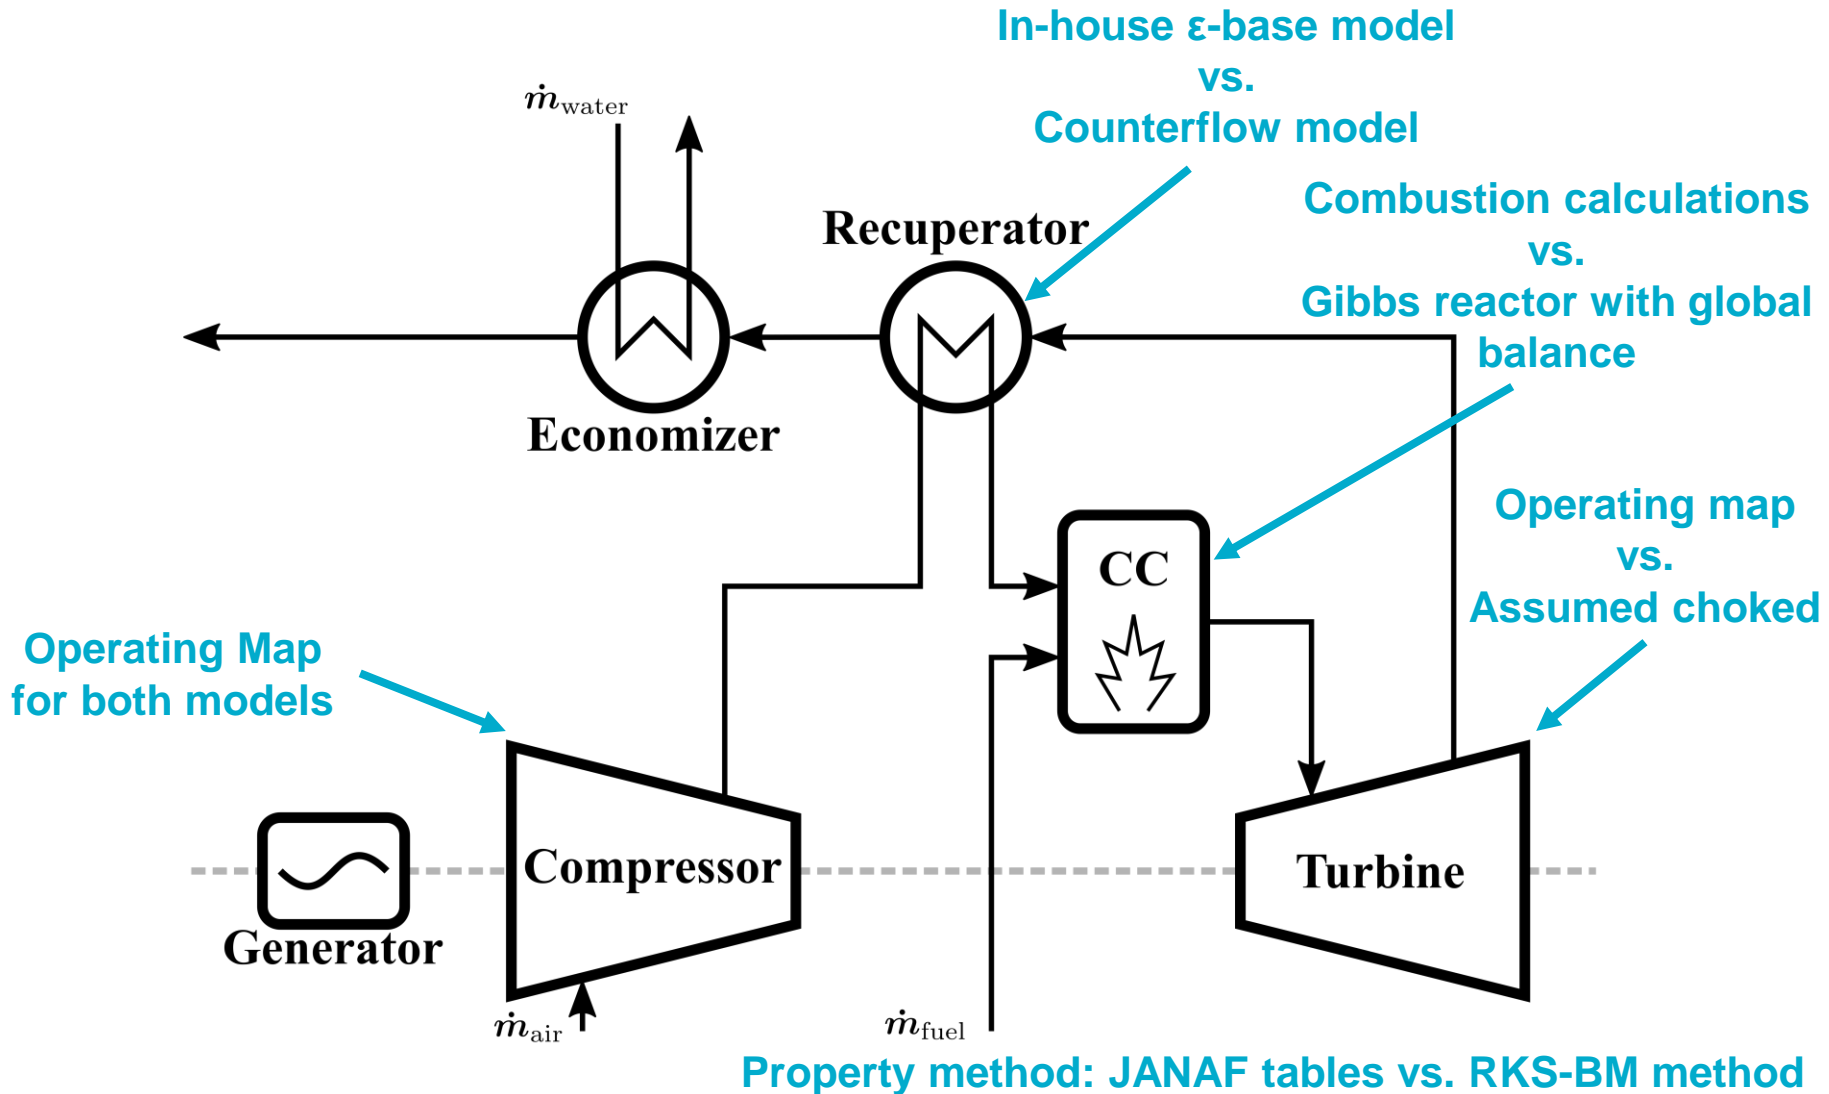 In-house ε-base model
vs.
Counterflow model
ṁwater
Combustion calculations
vs.
Gibbs reactor with global
balance
Recuperator
Economizer
Operating map
vs.
Assumed choked
CC
Operating Map
for both models
Compressor
Turbine
Generator
ṁair
ṁfuel
Property method: JANAF tables vs. RKS-BM method